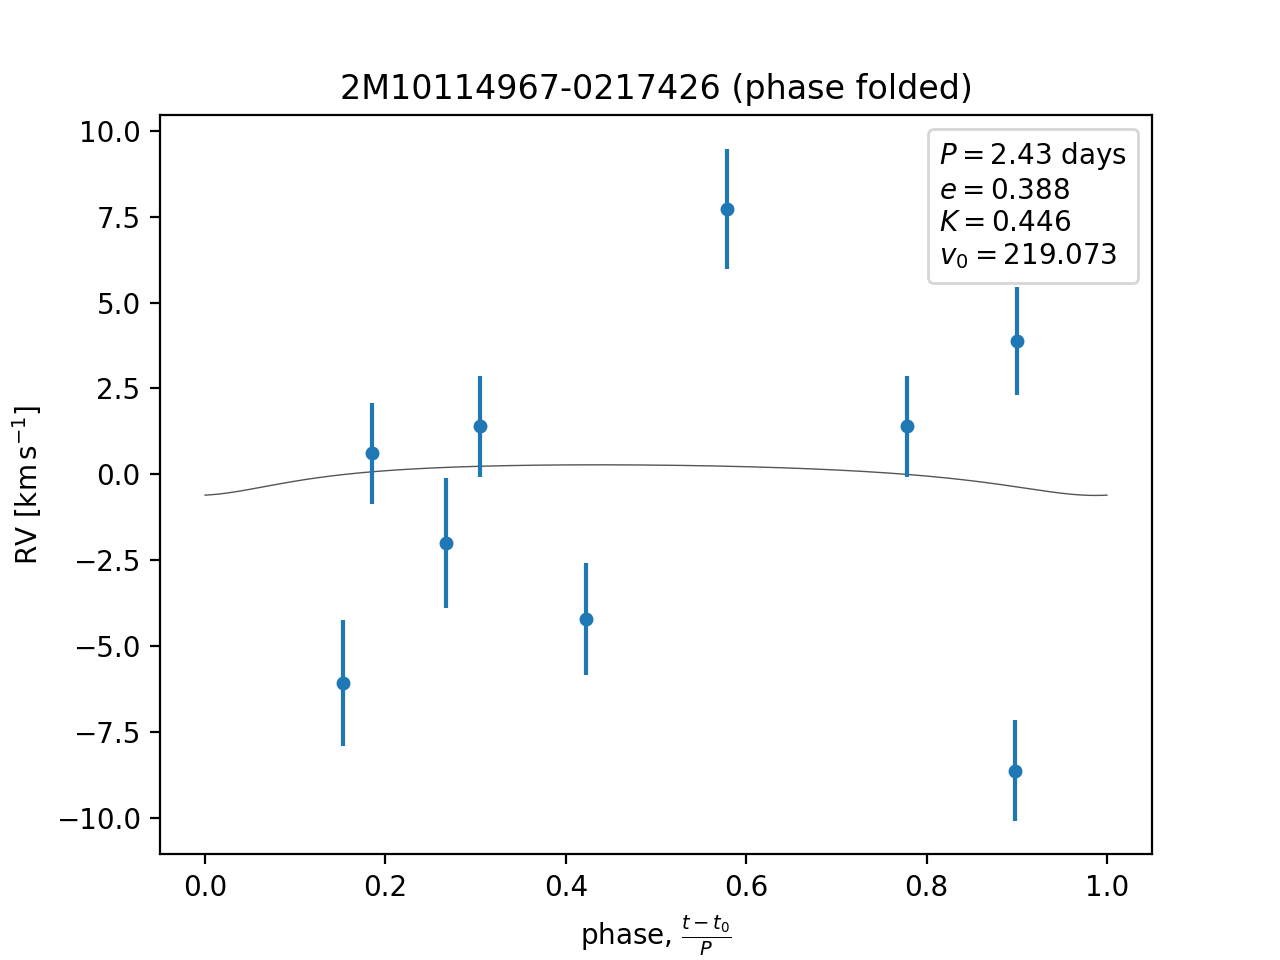 2M10114967-0217426 (phase folded)
P = 2.43 days
e = 0.388
K = 0.446
v₀ = 219.073
10.0
7.5
5.0
2.5
0.0
−2.5
−5.0
−7.5
−10.0
RV [km s⁻¹]
0.0 0.2 0.4 0.6 0.8 1.0
phase, (t − t₀)/P